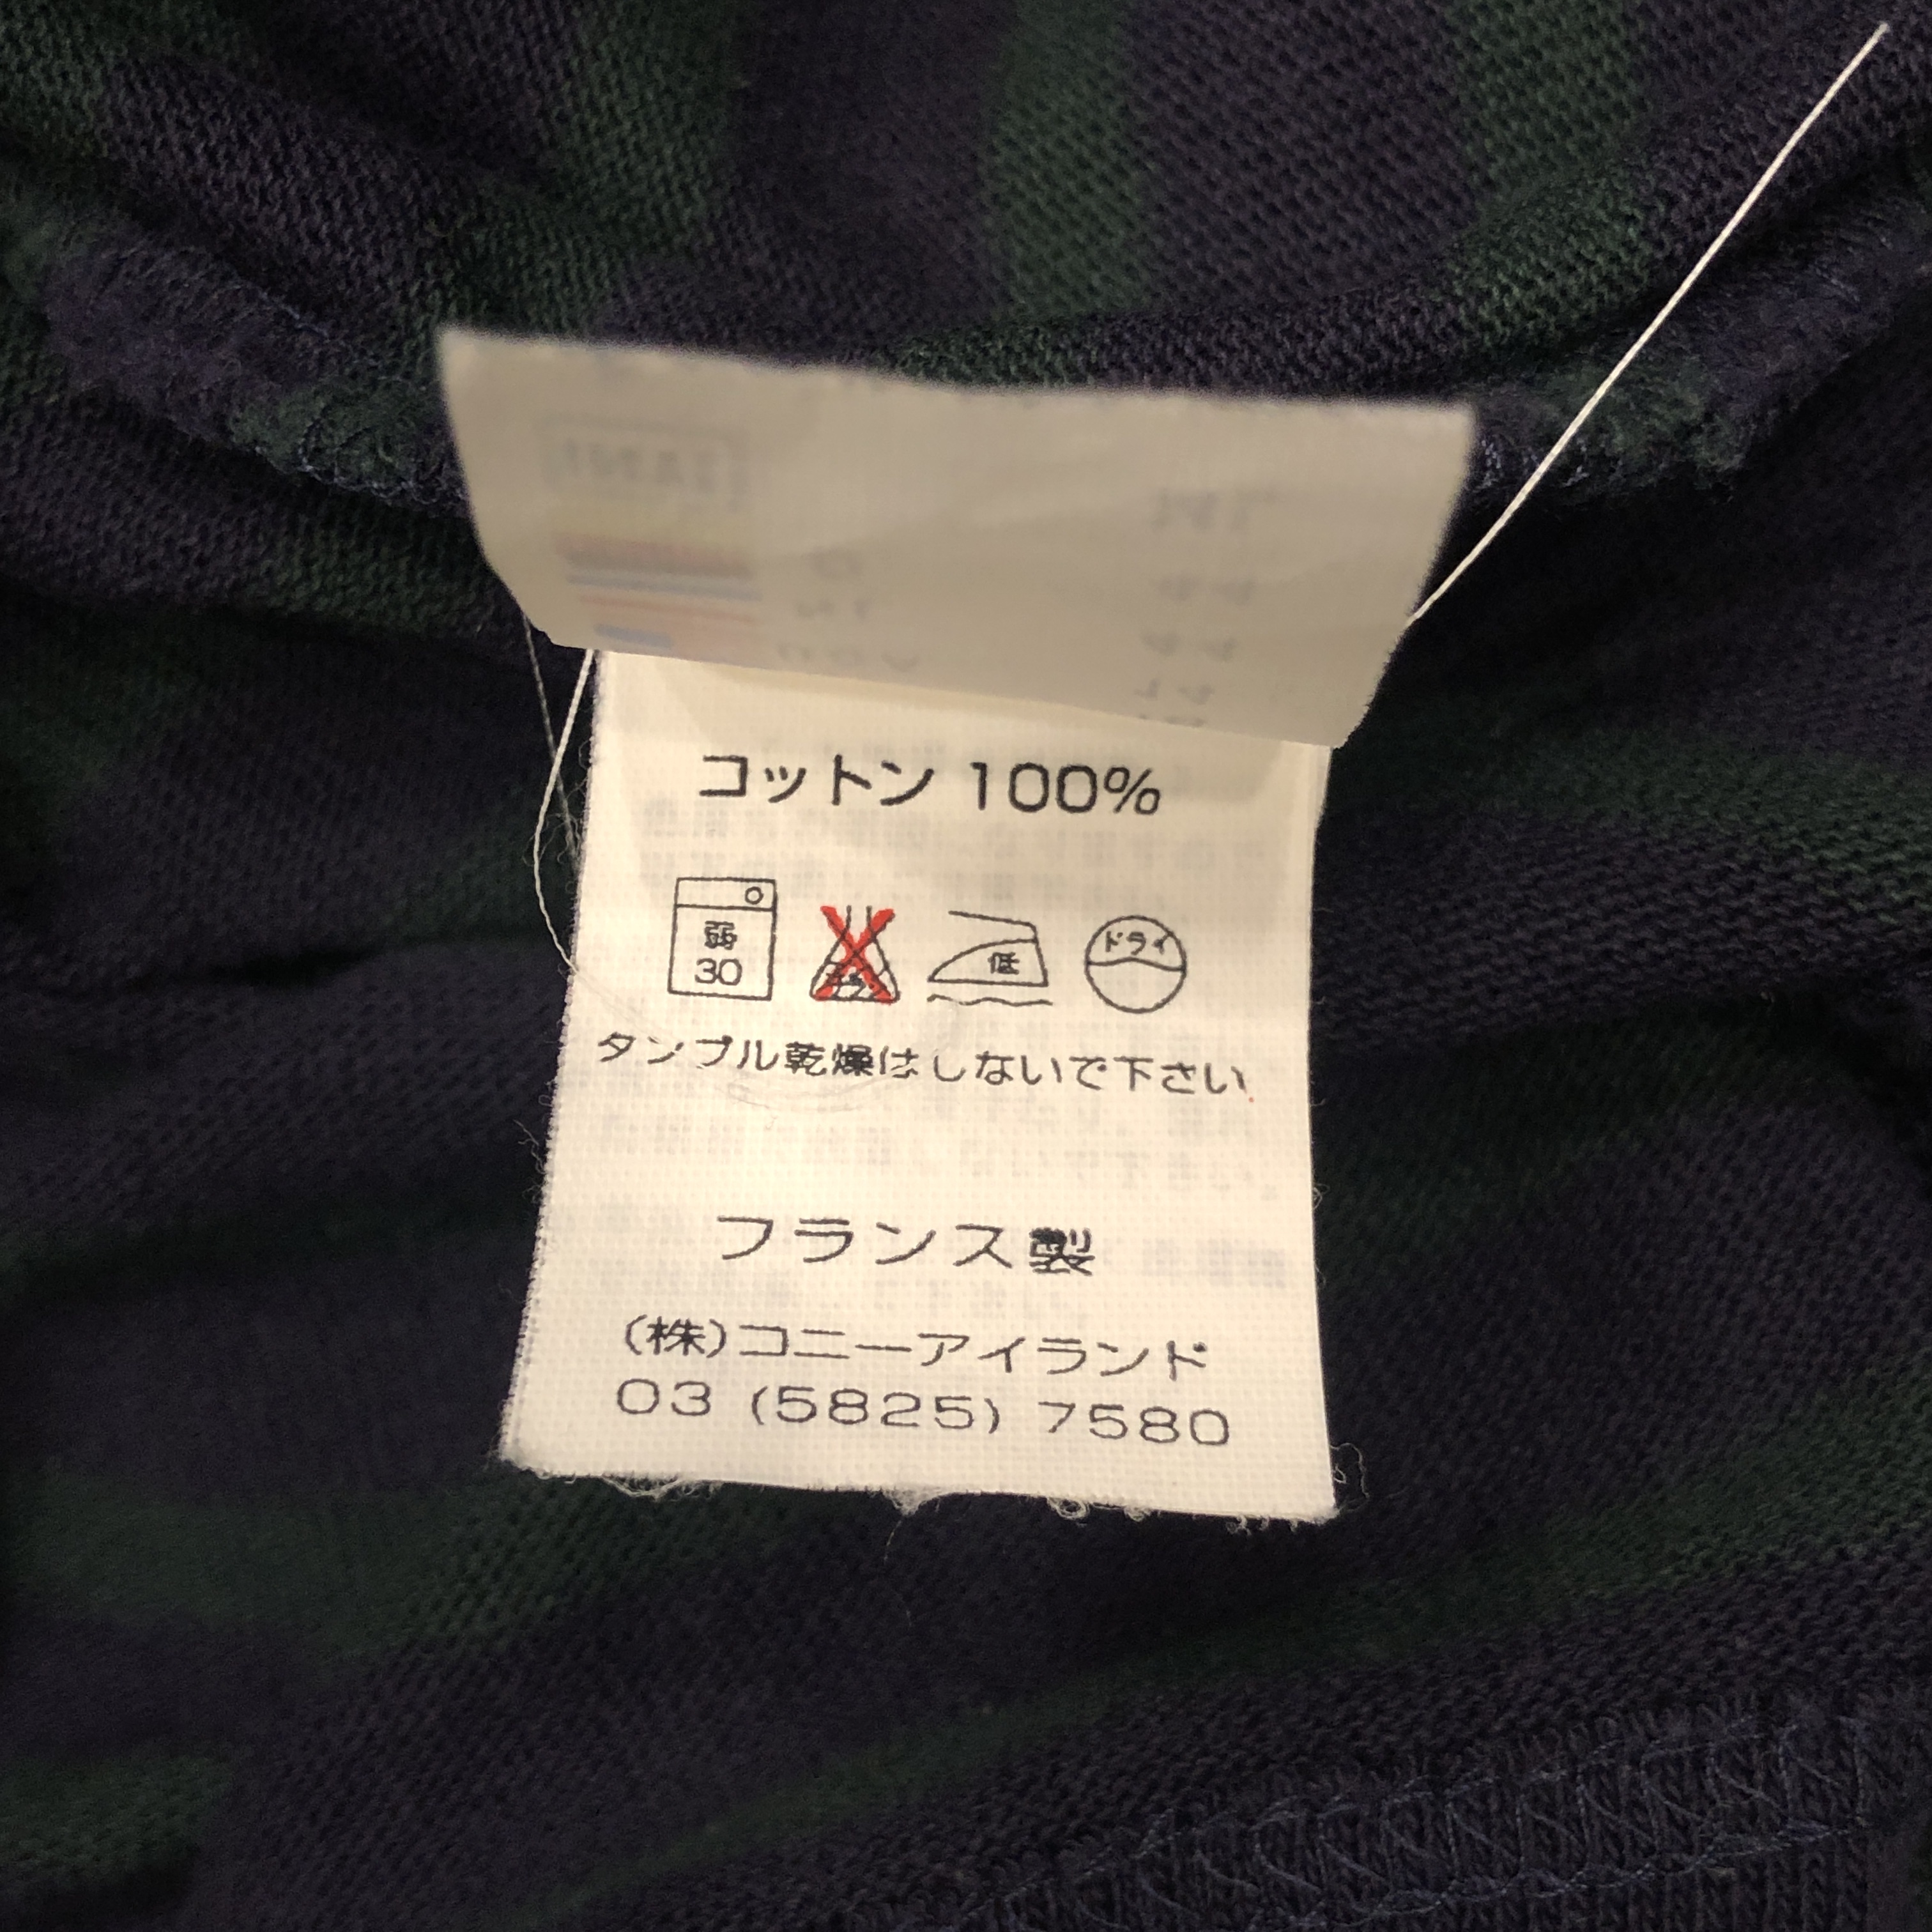 コットン 100%
弱 30 低 ドライ
タンブル乾燥はしないで下さい
フランス製
(株)コニーアイランド
03 (5825) 7580